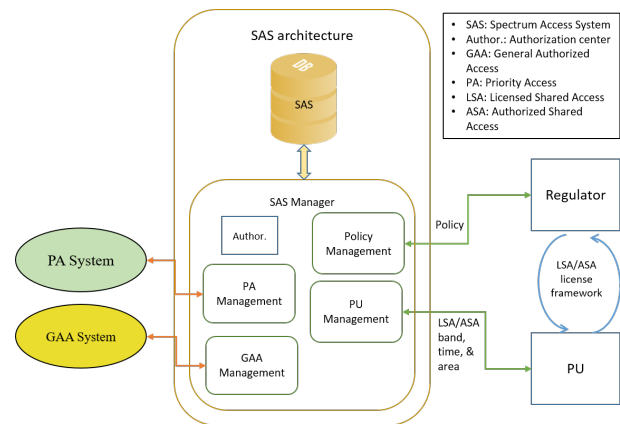 SAS architecture
DB
SAS
• SAS: Spectrum Access System
• Author.: Authorization center
• GAA: General Authorized
Access
• PA: Priority Access
• LSA: Licensed Shared Access
• ASA: Authorized Shared
Access
SAS Manager
Author.
Policy
Management
PA
Management
PU
Management
GAA
Management
PA System
GAA System
Policy
Regulator
LSA/ASA
license
framework
LSA/ASA
band,
time, &
area
PU